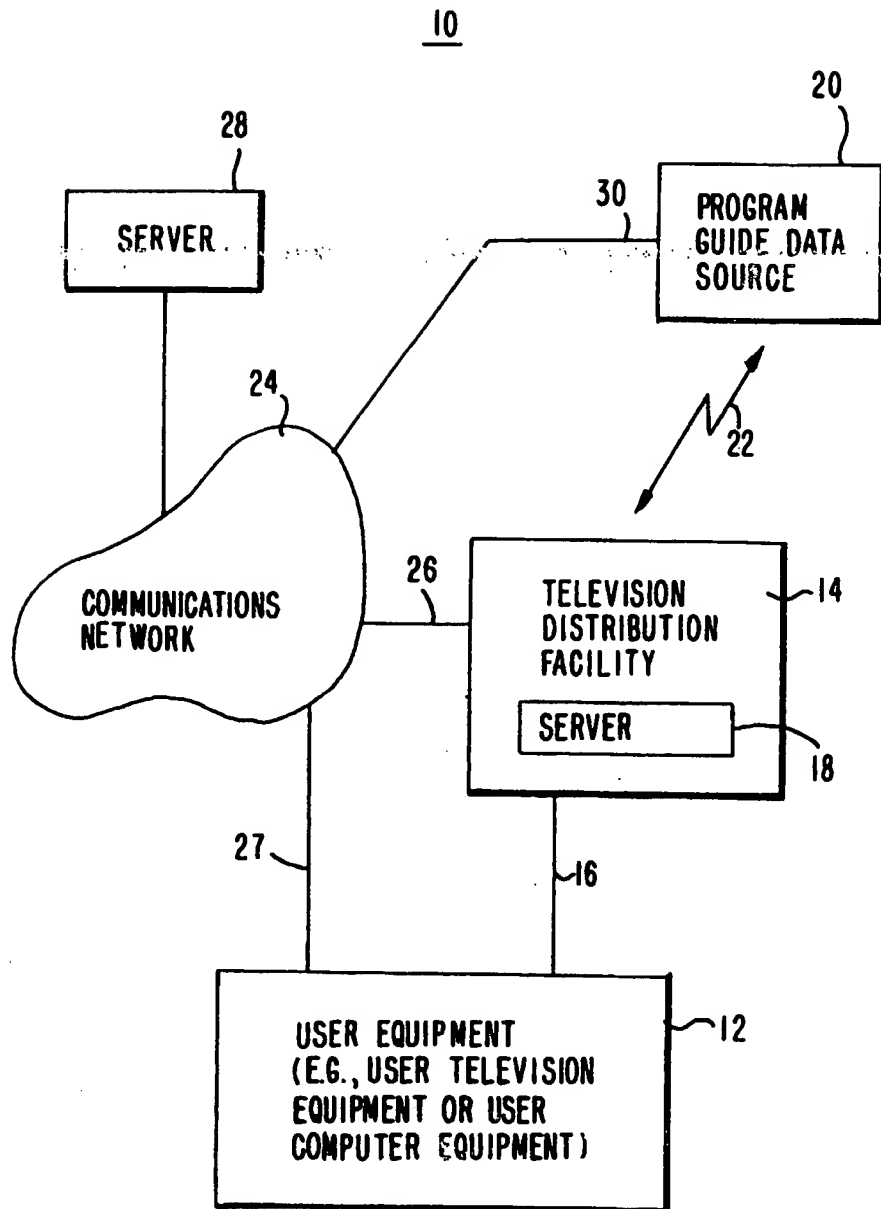 10
28
SERVER
20
PROGRAM
GUIDE DATA
SOURCE
30
22
24
COMMUNICATIONS
NETWORK
26
TELEVISION
DISTRIBUTION
FACILITY
SERVER
14
18
27
16
USER EQUIPMENT
(E.G., USER TELEVISION
EQUIPMENT OR USER
COMPUTER EQUIPMENT)
12